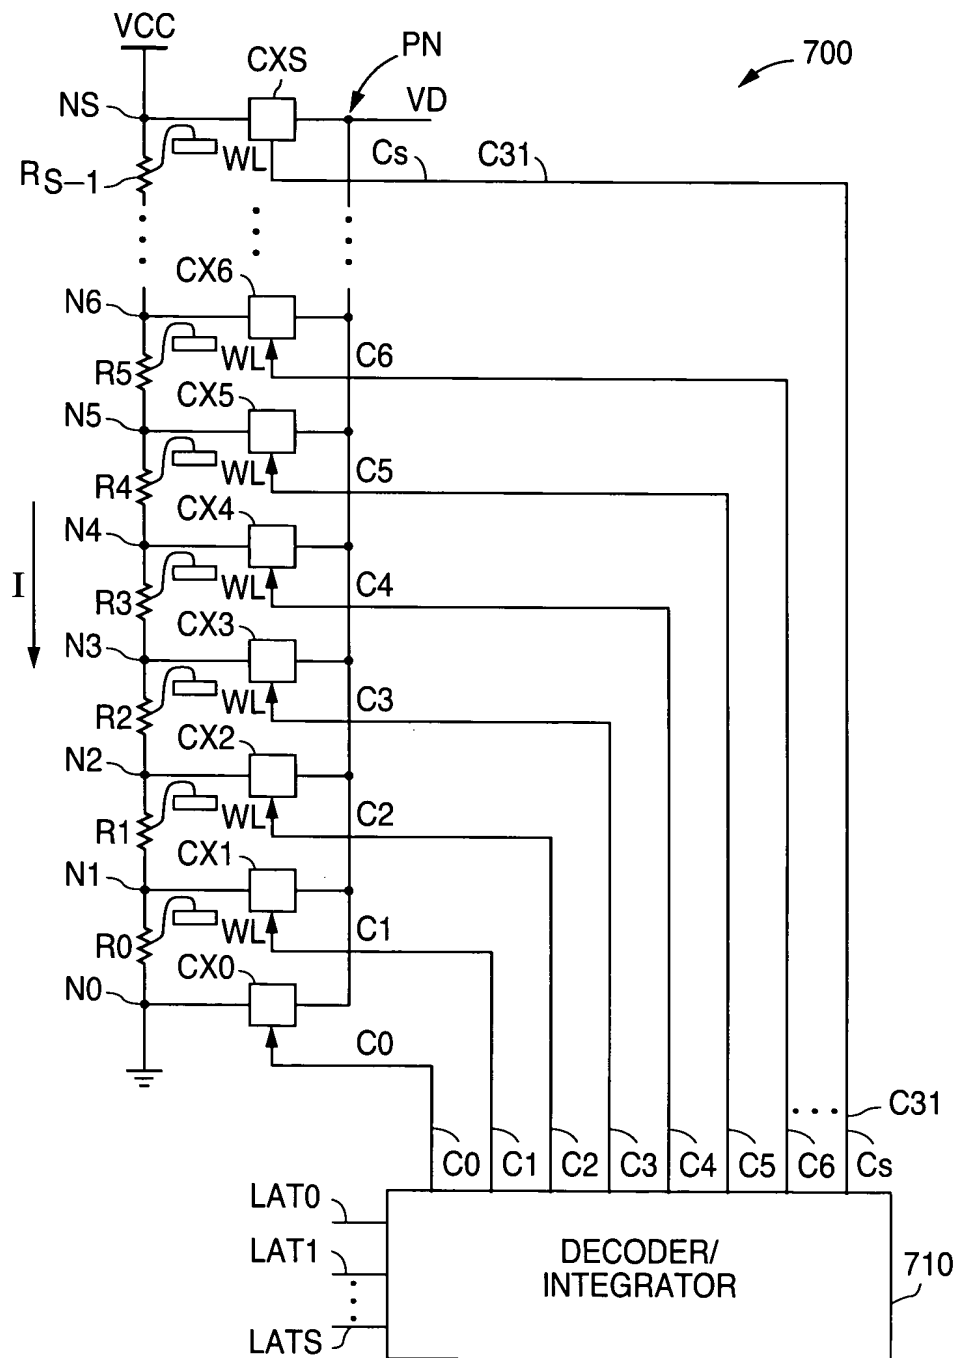 VCC
CXS
PN
700
NS
VD
WL
Cs
C31
RS–1
CX6
N6
WL
C6
R5
CX5
N5
WL
C5
R4
CX4
N4
WL
C4
I
R3
CX3
N3
WL
C3
R2
CX2
N2
WL
C2
R1
CX1
N1
WL
C1
R0
CX0
N0
C0
C31
C0
C1
C2
C3
C4
C5
C6
Cs
LAT0
LAT1
LATS
DECODER/
INTEGRATOR
710